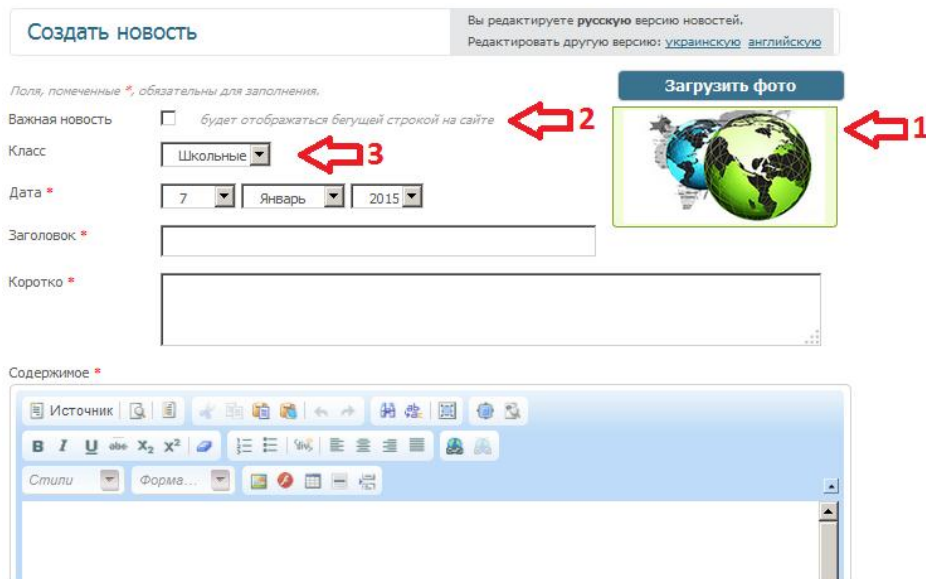 Создать новость
Вы редактируете русскую версию новостей.
Редактировать другую версию: украинскую английскую
Поля, помеченные *, обязательны для заполнения.
Загрузить фото
Важная новость будет отображаться бегущей строкой на сайте 2
1
Класс Школьные 3
Дата * 7 Январь 2015
Заголовок *
Коротко *
Содержимое *
Источник
B I U abc X₂ X²
Стили Форма...